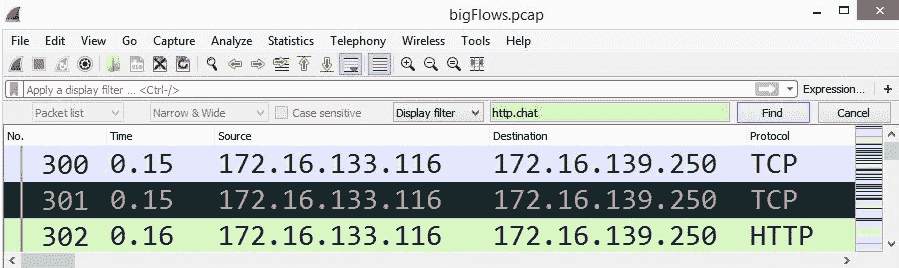 bigFlows.pcap
File Edit View Go Capture Analyze Statistics Telephony Wireless Tools Help
Apply a display filter ... <Ctrl-/> Expression... +
Packet list Narrow & Wide Case sensitive Display filter http.chat Find Cancel
No. Time Source Destination Protocol
300 0.15 172.16.133.116 172.16.139.250 TCP
301 0.15 172.16.133.116 172.16.139.250 TCP
302 0.16 172.16.133.116 172.16.139.250 HTTP